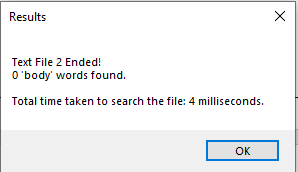 Results
Text File 2 Ended!
0 'body' words found.
Total time taken to search the file: 4 milliseconds.
OK